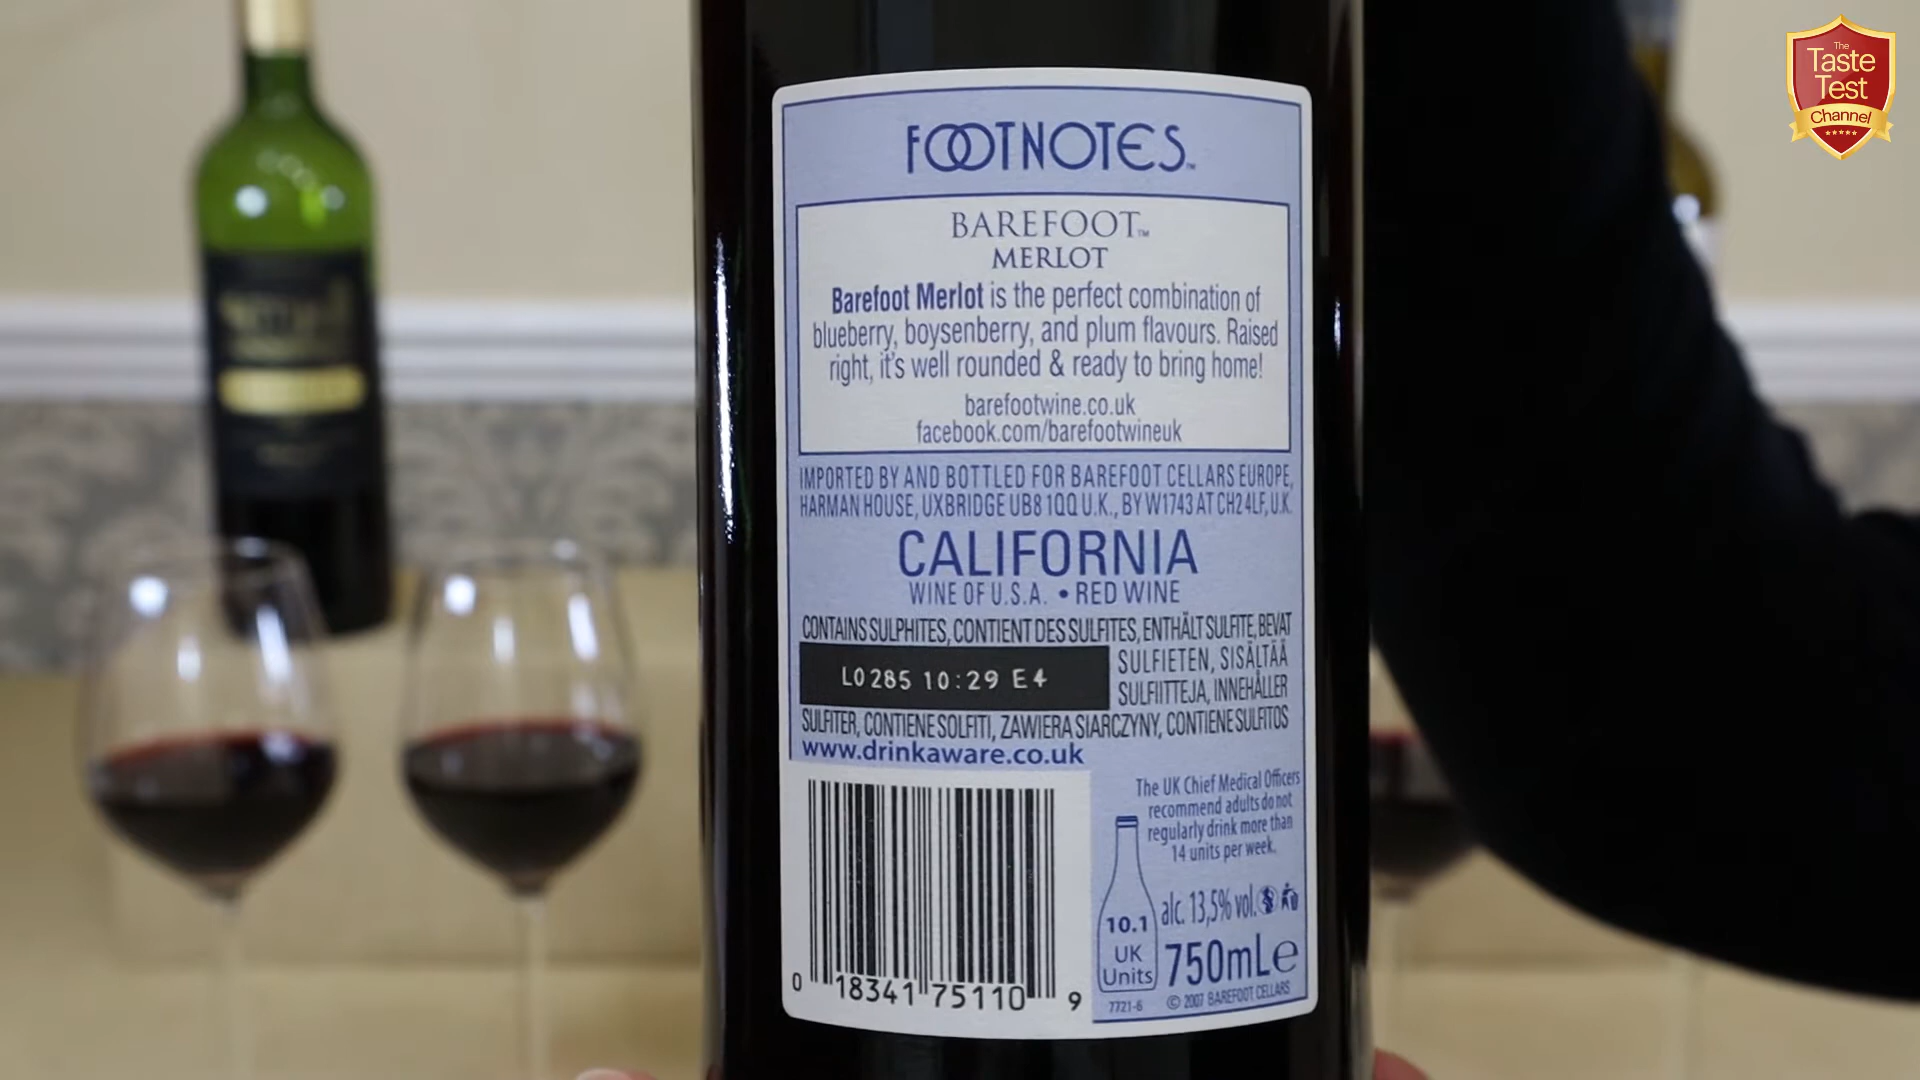 The
Taste
Test
Channel
FOOTNOTES™
BAREFOOT™
MERLOT
Barefoot Merlot is the perfect combination of
blueberry, boysenberry, and plum flavours. Raised
right, it's well rounded & ready to bring home!
barefootwine.co.uk
facebook.com/barefootwineuk
IMPORTED BY AND BOTTLED FOR BAREFOOT CELLARS EUROPE,
HARMAN HOUSE, UXBRIDGE UB8 1QQ U.K., BY W1743 AT CH2 4LF, U.K.
CALIFORNIA
WINE OF U.S.A. • RED WINE
CONTAINS SULPHITES, CONTIENT DES SULFITES, ENTHÄLT SULFITE, BEVAT
SULFIETEN, SISÄLTÄÄ
L0285 10:29 E4
SULFIITTEJA, INNEHÅLLER
SULFITER, CONTIENE SOLFITI, ZAWIERA SIARCZYNY, CONTIENE SULFITOS
www.drinkaware.co.uk
The UK Chief Medical Officers
recommend adults do not
regularly drink more than
14 units per week.
alc. 13,5% vol.
10.1
UK
Units
750mL℮
7721-6
© 2007 BAREFOOT CELLARS
0 18341 75110 9